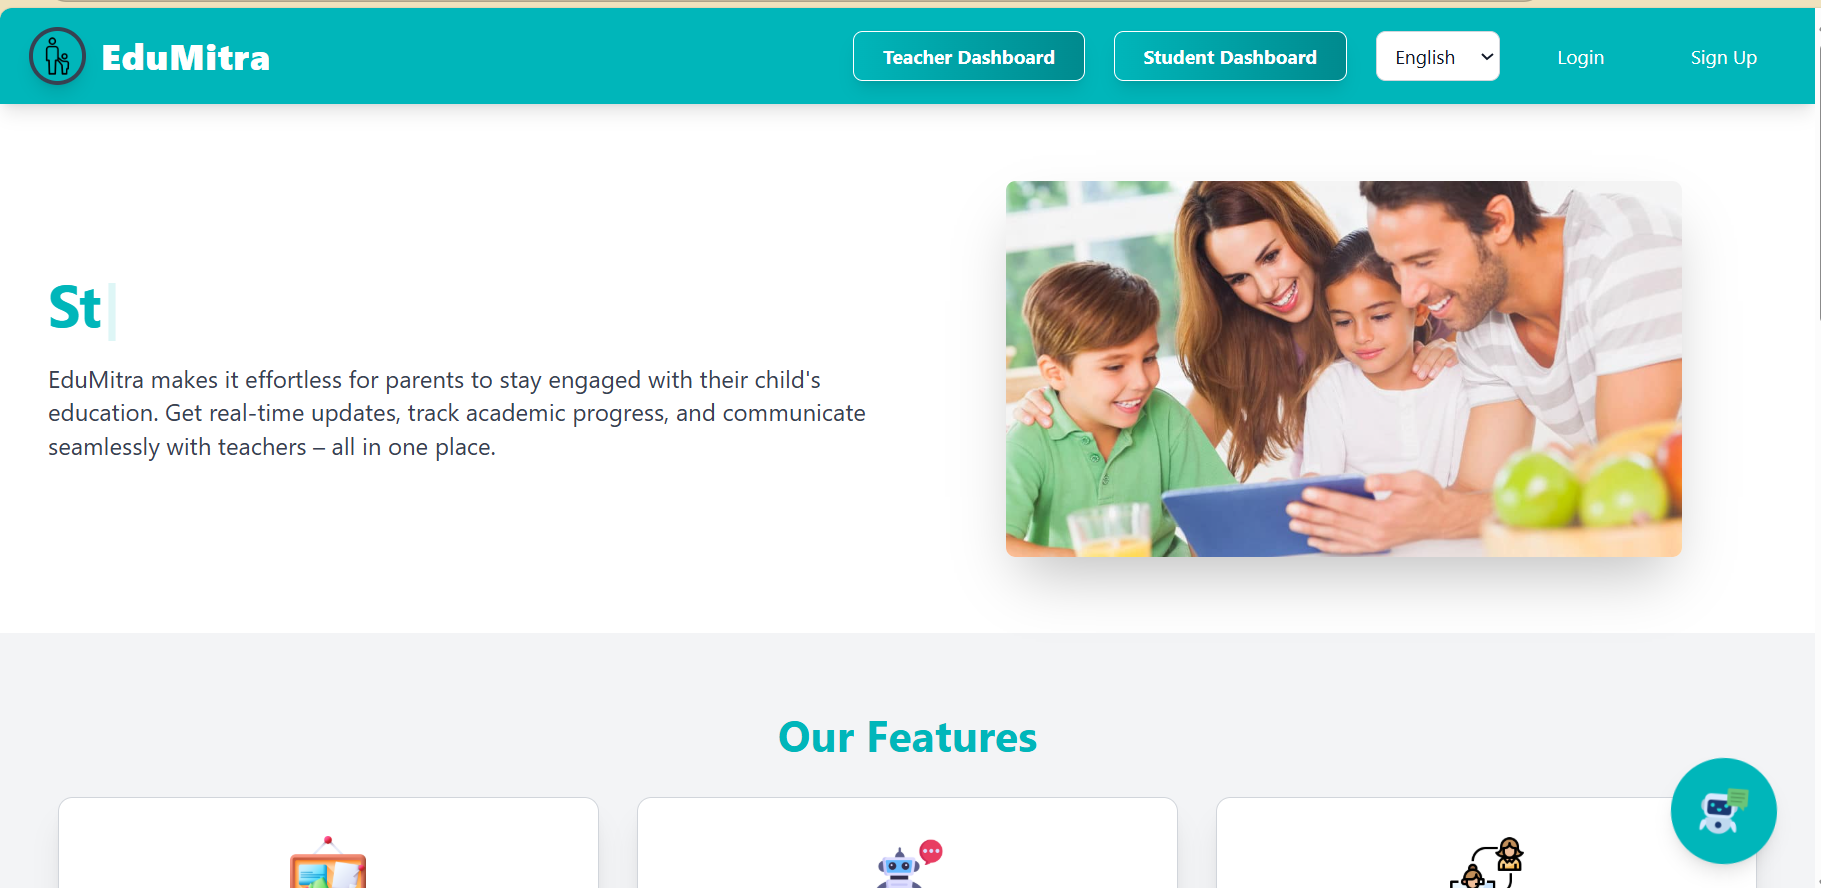 EduMitra
Teacher Dashboard
Student Dashboard
English
Login
Sign Up
St
EduMitra makes it effortless for parents to stay engaged with their child's
education. Get real-time updates, track academic progress, and communicate
seamlessly with teachers – all in one place.
Our Features